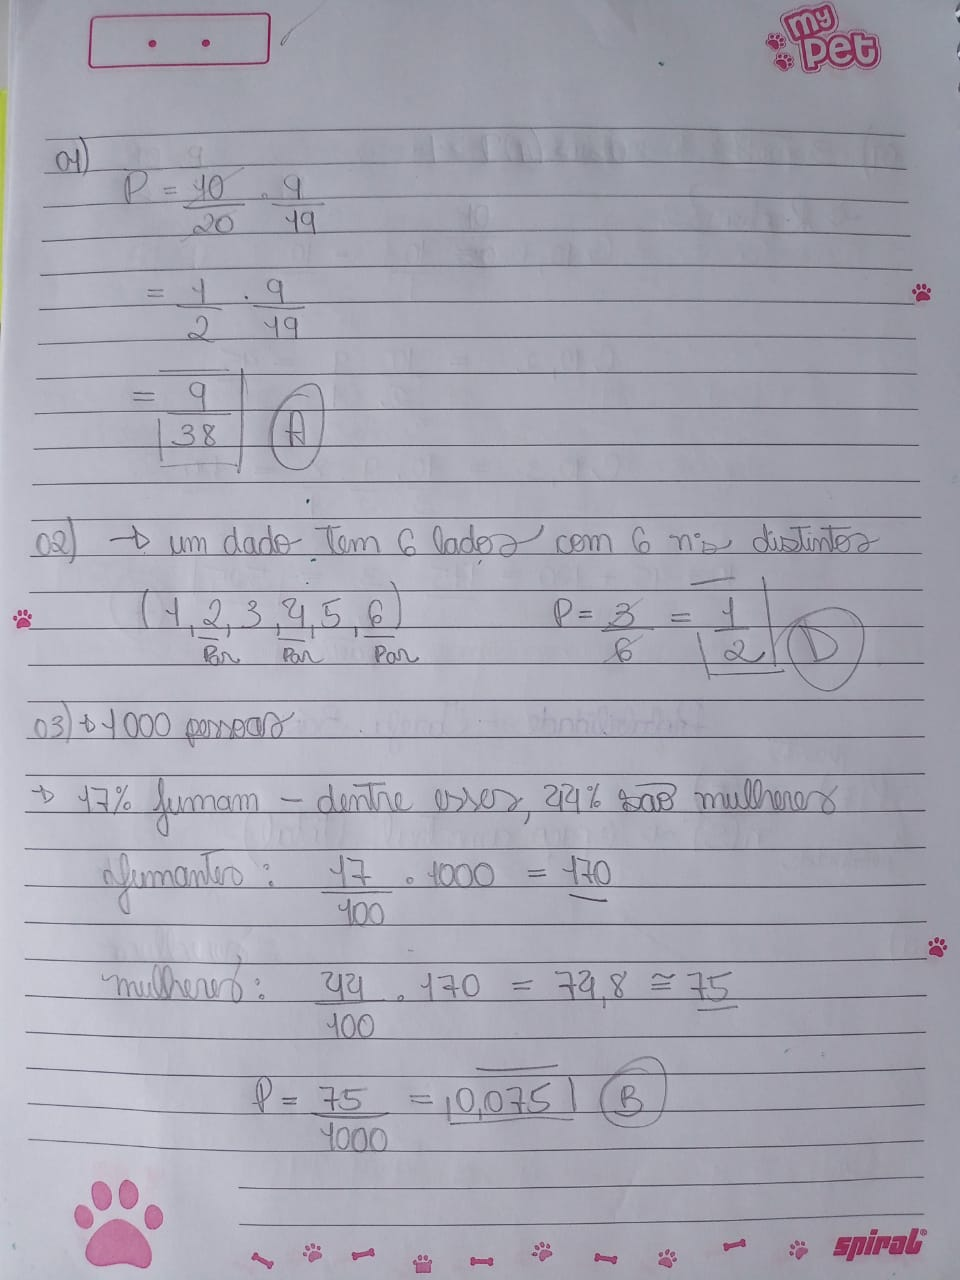 my
pet
01)
P = 10/20 . 9/19
= 1/2 . 9/19
= 9/38 A
02) → um dado tem 6 lados com 6 nºs distintos
(1, 2, 3, 4, 5, 6) P = 3/6 = 1/2 D
Par Par Par
03) → 1000 pessoas
→ 17% fumam - dentre esses, 44% são mulheres
fumantes: 17/100 . 1000 = 170
mulheres: 44/100 . 170 = 74,8 ≅ 75
P = 75/1000 = 0,075 B
spiral